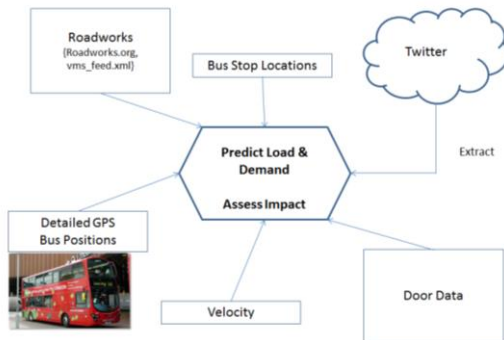 Roadworks
{Roadworks.org,
vms_feed.xml}
Bus Stop Locations
Twitter
Predict Load &
Demand
Assess Impact
Extract
Detailed GPS
Bus Positions
Velocity
Door Data